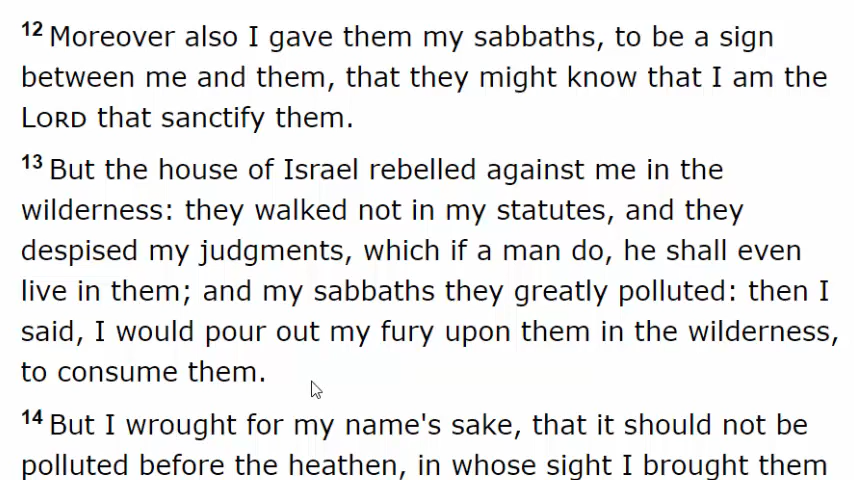 12 Moreover also I gave them my sabbaths, to be a sign
between me and them, that they might know that I am the
LORD that sanctify them.
13 But the house of Israel rebelled against me in the
wilderness: they walked not in my statutes, and they
despised my judgments, which if a man do, he shall even
live in them; and my sabbaths they greatly polluted: then I
said, I would pour out my fury upon them in the wilderness,
to consume them.
14 But I wrought for my name's sake, that it should not be
polluted before the heathen, in whose sight I brought them